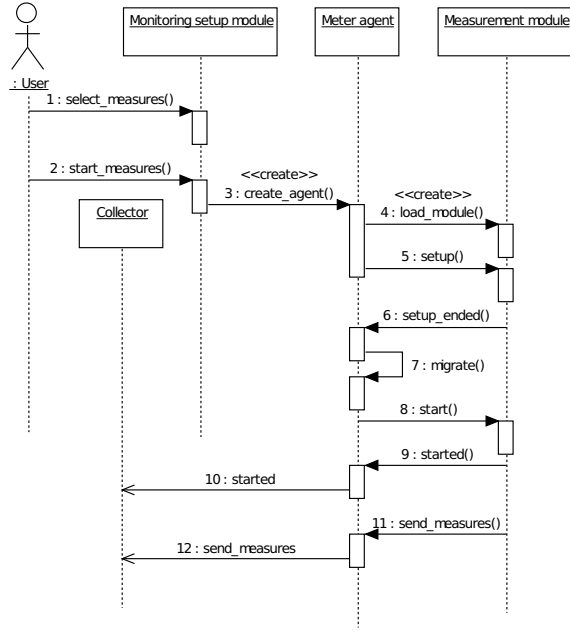 Monitoring setup module
Meter agent
Measurement module
: User
1 : select_measures()
2 : start_measures()
<<create>>
3 : create_agent()
<<create>>
4 : load_module()
Collector
5 : setup()
6 : setup_ended()
7 : migrate()
8 : start()
9 : started()
10 : started
11 : send_measures()
12 : send_measures